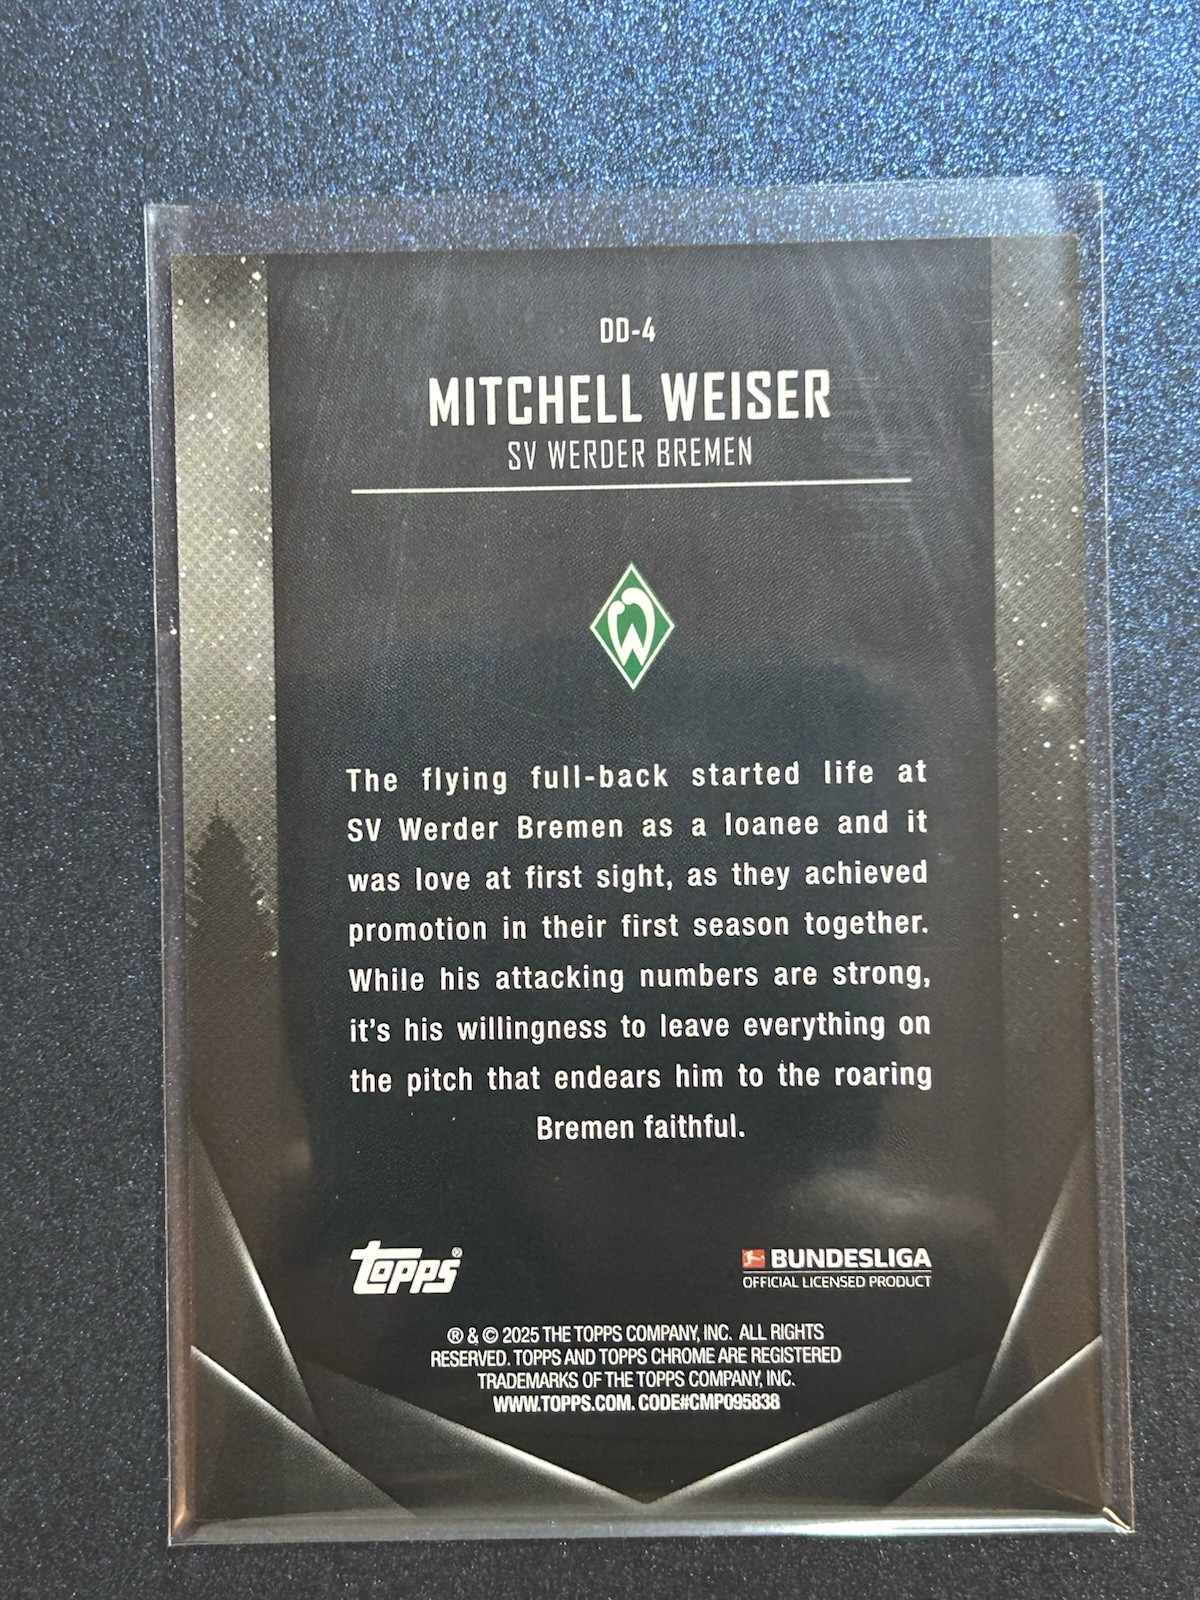 DD-4
MITCHELL WEISER
SV WERDER BREMEN
W
The flying full-back started life at
SV Werder Bremen as a loanee and it
was love at first sight, as they achieved
promotion in their first season together.
While his attacking numbers are strong,
it's his willingness to leave everything on
the pitch that endears him to the roaring
Bremen faithful.
topps®
BUNDESLIGA
OFFICIAL LICENSED PRODUCT
® & © 2025 THE TOPPS COMPANY, INC. ALL RIGHTS
RESERVED. TOPPS AND TOPPS CHROME ARE REGISTERED
TRADEMARKS OF THE TOPPS COMPANY, INC.
WWW.TOPPS.COM. CODE#CMP095838